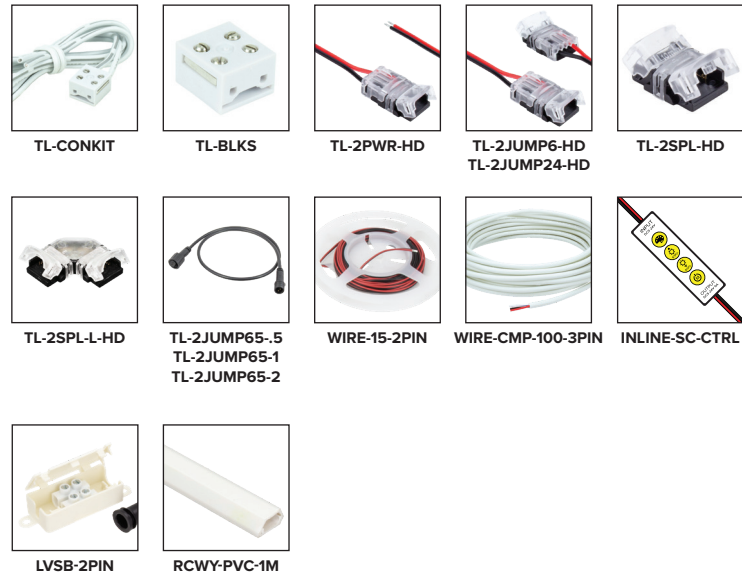 TL-CONKIT
TL-BLKS
TL-2PWR-HD
TL-2JUMP6-HD
TL-2JUMP24-HD
TL-2SPL-HD
TL-2SPL-L-HD
TL-2JUMP65-.5
TL-2JUMP65-1
TL-2JUMP65-2
WIRE-15-2PIN
WIRE-CMP-100-3PIN
INPUT
OUTPUT
INLINE-SC-CTRL
LVSB-2PIN
RCWY-PVC-1M